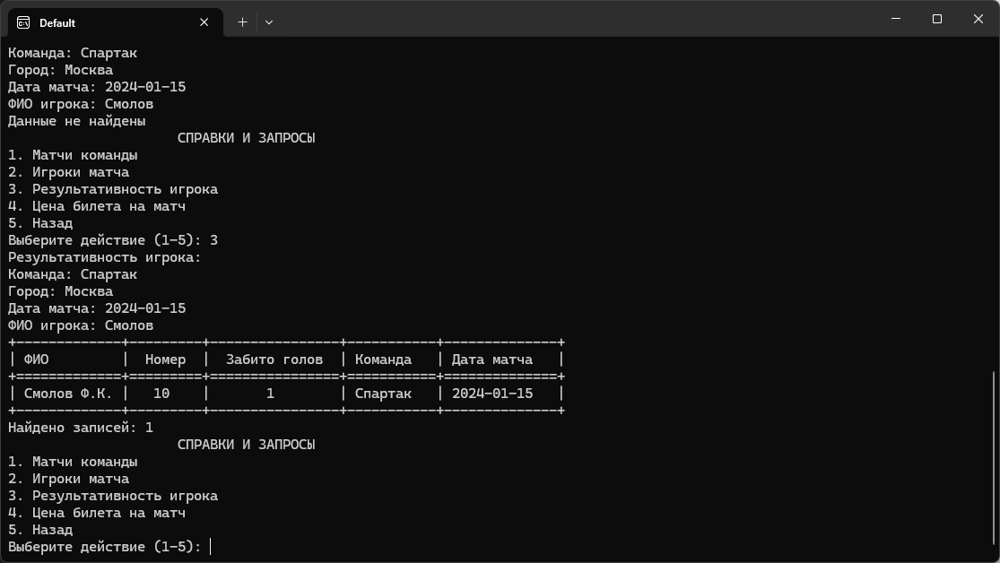 Default
Команда: Спартак
Город: Москва
Дата матча: 2024-01-15
ФИО игрока: Смолов
Данные не найдены
СПРАВКИ И ЗАПРОСЫ
1. Матчи команды
2. Игроки матча
3. Результативность игрока
4. Цена билета на матч
5. Назад
Выберите действие (1-5): 3
Результативность игрока:
Команда: Спартак
Город: Москва
Дата матча: 2024-01-15
ФИО игрока: Смолов
+-------------+---------+----------------+-----------+--------------+
| ФИО         |  Номер  |  Забито голов  | Команда   | Дата матча   |
+=============+=========+================+===========+==============+
| Смолов Ф.К. |   10    |       1        | Спартак   | 2024-01-15   |
+-------------+---------+----------------+-----------+--------------+
Найдено записей: 1
СПРАВКИ И ЗАПРОСЫ
1. Матчи команды
2. Игроки матча
3. Результативность игрока
4. Цена билета на матч
5. Назад
Выберите действие (1-5):